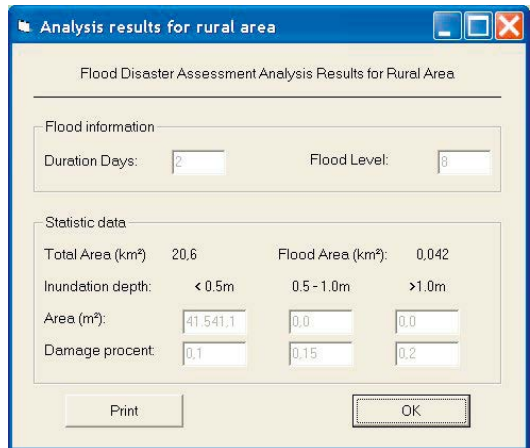 Analysis results for rural area
Flood Disaster Assessment Analysis Results for Rural Area
Flood information
Duration Days: 2 Flood Level: 8
Statistic data
Total Area (km²) 20,6 Flood Area (km²): 0,042
Inundation depth: < 0.5m 0.5 - 1.0m >1.0m
Area (m²): 41.541,1 0,0 0,0
Damage procent: 0,1 0,15 0,2
Print OK